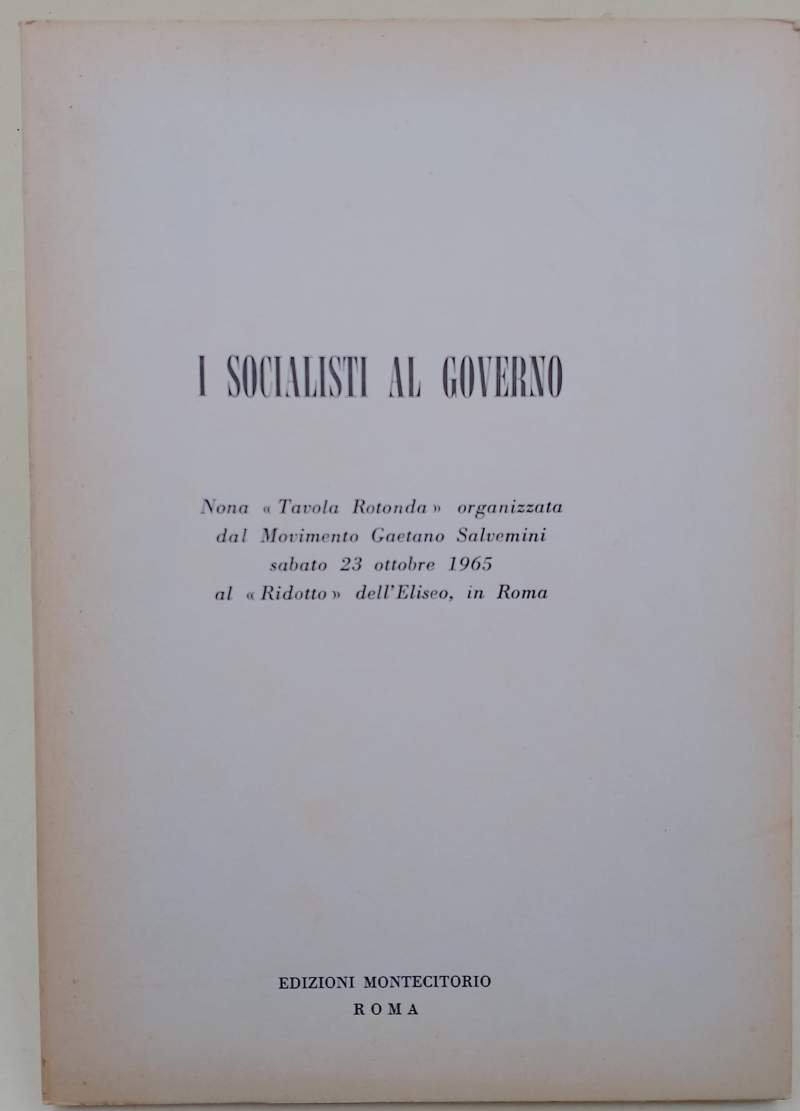 I SOCIALISTI AL GOVERNO
Nona « Tavola Rotonda » organizzata
dal Movimento Gaetano Salvemini
sabato 23 ottobre 1965
al « Ridotto » dell'Eliseo, in Roma
EDIZIONI MONTECITORIO
ROMA